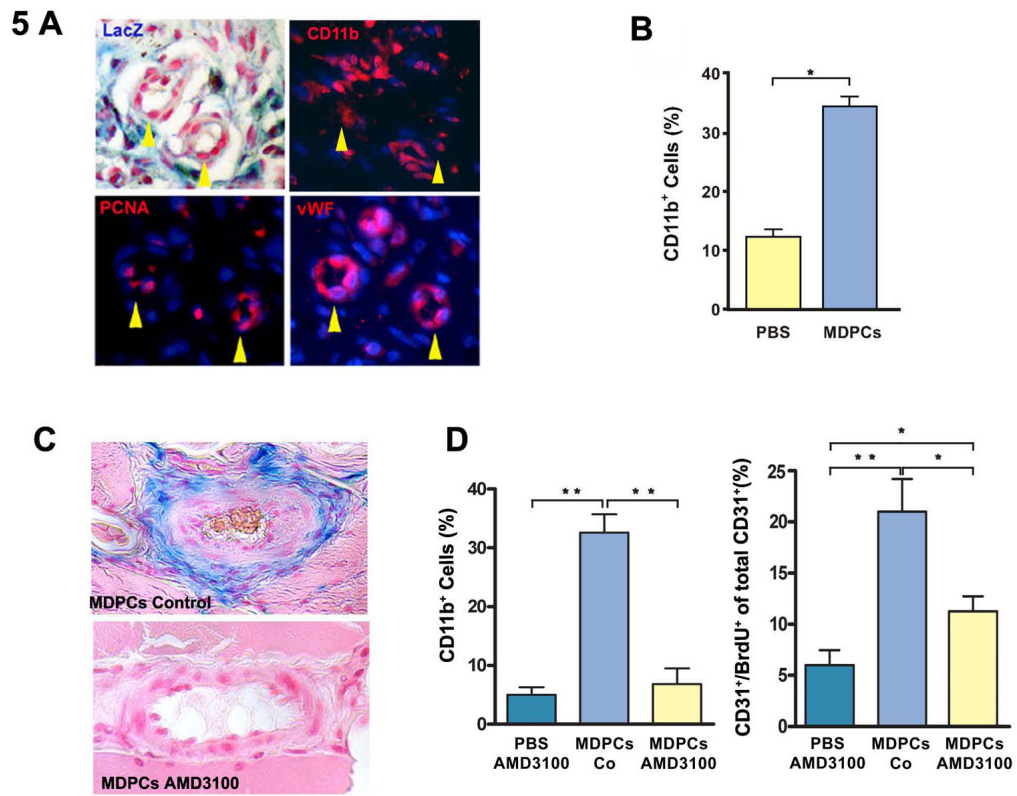 5 A
LacZ
CD11b
PCNA
vWF
B
CD11b⁺ Cells (%)
40
30
20
10
0
*
PBS
MDPCs
C
MDPCs Control
MDPCs AMD3100
D
CD11b⁺ Cells (%)
40
30
20
10
0
* *
* *
PBS
AMD3100
MDPCs
Co
MDPCs
AMD3100
CD31⁺/BrdU⁺ of total CD31⁺(%)
25
20
15
10
5
0
*
* *
*
PBS
AMD3100
MDPCs
Co
MDPCs
AMD3100